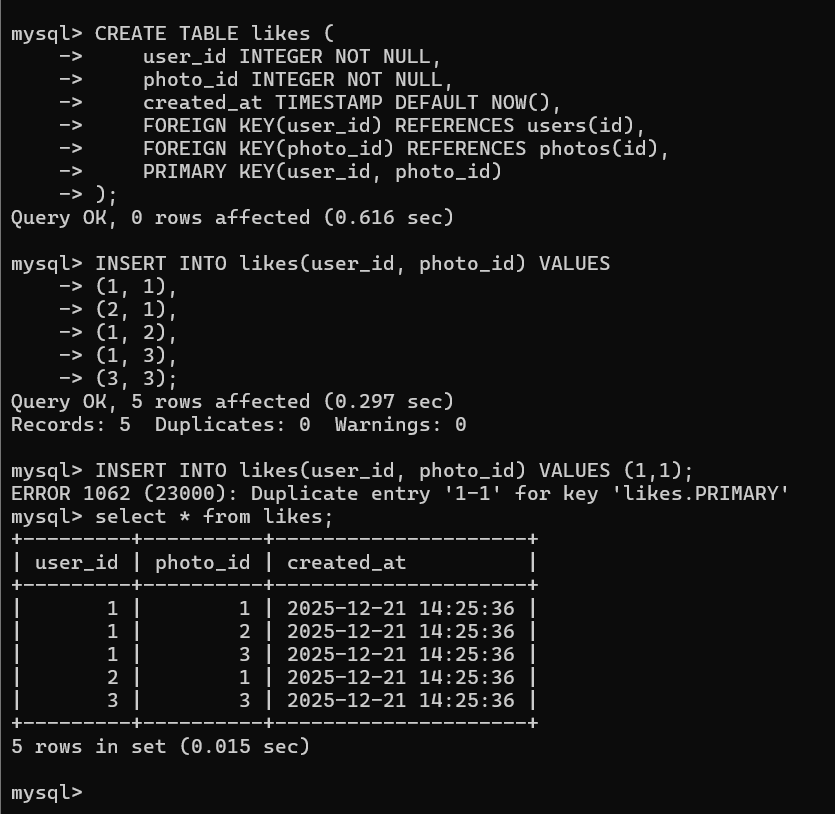 mysql> CREATE TABLE likes (
    ->     user_id INTEGER NOT NULL,
    ->     photo_id INTEGER NOT NULL,
    ->     created_at TIMESTAMP DEFAULT NOW(),
    ->     FOREIGN KEY(user_id) REFERENCES users(id),
    ->     FOREIGN KEY(photo_id) REFERENCES photos(id),
    ->     PRIMARY KEY(user_id, photo_id)
    -> );
Query OK, 0 rows affected (0.616 sec)

mysql> INSERT INTO likes(user_id, photo_id) VALUES
    -> (1, 1),
    -> (2, 1),
    -> (1, 2),
    -> (1, 3),
    -> (3, 3);
Query OK, 5 rows affected (0.297 sec)
Records: 5  Duplicates: 0  Warnings: 0

mysql> INSERT INTO likes(user_id, photo_id) VALUES (1,1);
ERROR 1062 (23000): Duplicate entry '1-1' for key 'likes.PRIMARY'
mysql> select * from likes;
+---------+----------+---------------------+
| user_id | photo_id | created_at          |
+---------+----------+---------------------+
|       1 |        1 | 2025-12-21 14:25:36 |
|       1 |        2 | 2025-12-21 14:25:36 |
|       1 |        3 | 2025-12-21 14:25:36 |
|       2 |        1 | 2025-12-21 14:25:36 |
|       3 |        3 | 2025-12-21 14:25:36 |
+---------+----------+---------------------+
5 rows in set (0.015 sec)

mysql>